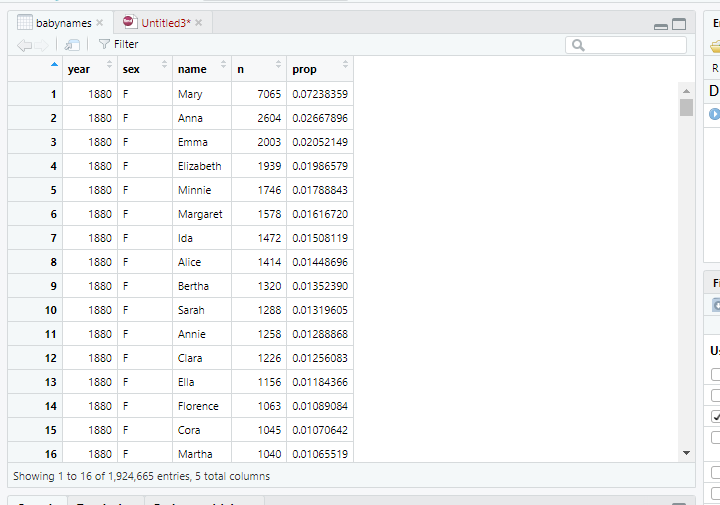 babynames Untitled3*
Filter
year sex name n prop
1 1880 F Mary 7065 0.07238359
2 1880 F Anna 2604 0.02667896
3 1880 F Emma 2003 0.02052149
4 1880 F Elizabeth 1939 0.01986579
5 1880 F Minnie 1746 0.01788843
6 1880 F Margaret 1578 0.01616720
7 1880 F Ida 1472 0.01508119
8 1880 F Alice 1414 0.01448696
9 1880 F Bertha 1320 0.01352390
10 1880 F Sarah 1288 0.01319605
11 1880 F Annie 1258 0.01288868
12 1880 F Clara 1226 0.01256083
13 1880 F Ella 1156 0.01184366
14 1880 F Florence 1063 0.01089084
15 1880 F Cora 1045 0.01070642
16 1880 F Martha 1040 0.01065519
Showing 1 to 16 of 1,924,665 entries, 5 total columns